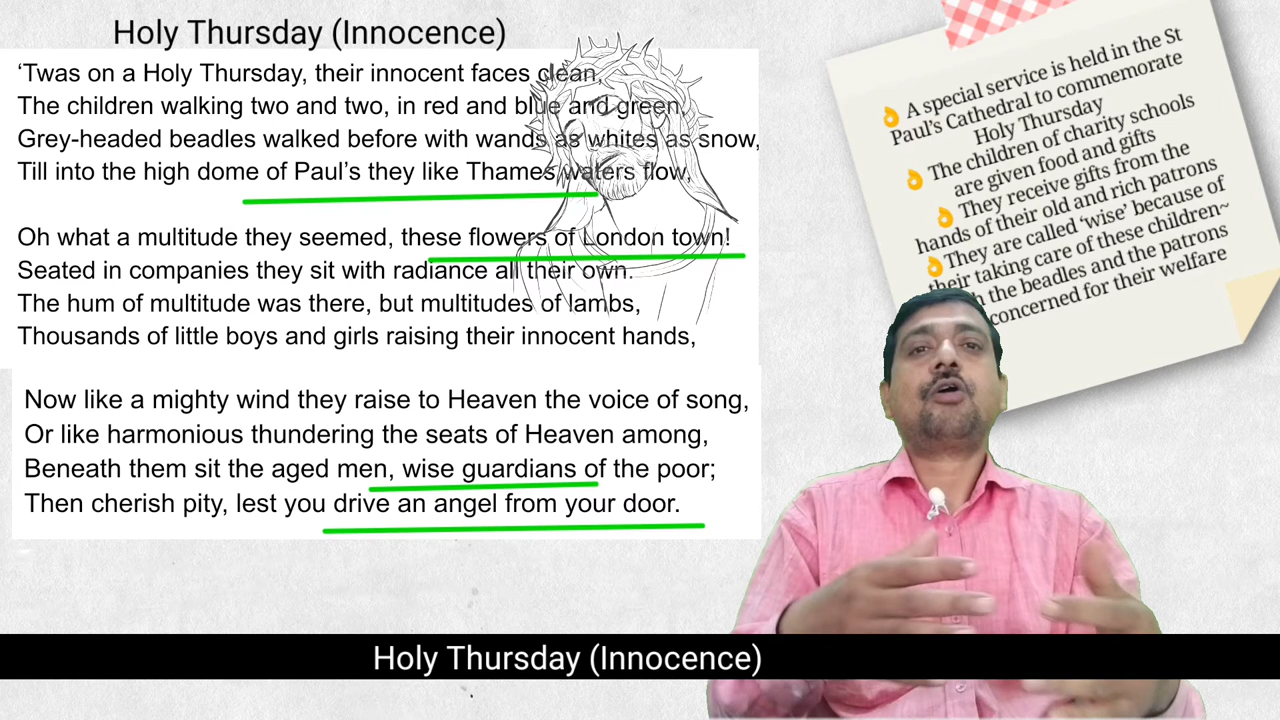 Holy Thursday (Innocence)
‘Twas on a Holy Thursday, their innocent faces clean,
The children walking two and two, in red and blue and green,
Grey-headed beadles walked before with wands as whites as snow,
Till into the high dome of Paul’s they like Thames waters flow,
Oh what a multitude they seemed, these flowers of London town!
Seated in companies they sit with radiance all their own.
The hum of multitude was there, but multitudes of lambs,
Thousands of little boys and girls raising their innocent hands,
Now like a mighty wind they raise to Heaven the voice of song,
Or like harmonious thundering the seats of Heaven among,
Beneath them sit the aged men, wise guardians of the poor;
Then cherish pity, lest you drive an angel from your door.
👌 A special service is held in the St
Paul’s Cathedral to commemorate
Holy Thursday
👌 The children of charity schools
are given food and gifts
👌 They receive gifts from the
hands of their old and rich patrons
👌They are called ‘wise’ because of
their taking care of these children~
the beadles and the patrons
concerned for their welfare
Holy Thursday (Innocence)